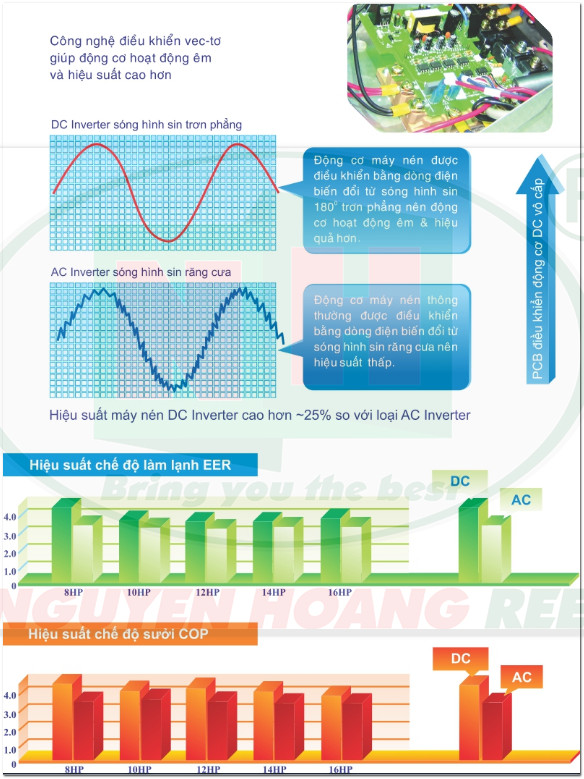 Công nghệ điều khiển vec-tơ
giúp động cơ hoạt động êm
và hiệu suất cao hơn
DC Inverter sóng hình sin trơn phẳng
Động cơ máy nén được
điều khiển bằng dòng điện
biến đổi từ sóng hình sin
180° trơn phẳng nên động
cơ hoạt động êm & hiệu
quả hơn.
AC Inverter sóng hình sin răng cưa
Động cơ máy nén thông
thường được điều khiển
bằng dòng điện biến đổi từ
sóng hình sin răng cưa nên
hiệu suất thấp.
PCB điều khiển động cơ DC vô cấp
Hiệu suất máy nén DC Inverter cao hơn ~25% so với loại AC Inverter
Hiệu suất chế độ làm lạnh EER
Bring you the best
DC
AC
4.0
3.0
2.0
1.0
0
8HP 10HP 12HP 14HP 16HP
NGUYEN HOANG REE
Hiệu suất chế độ sưởi COP
DC
AC
4.0
3.0
2.0
1.0
0
8HP 10HP 12HP 14HP 16HP